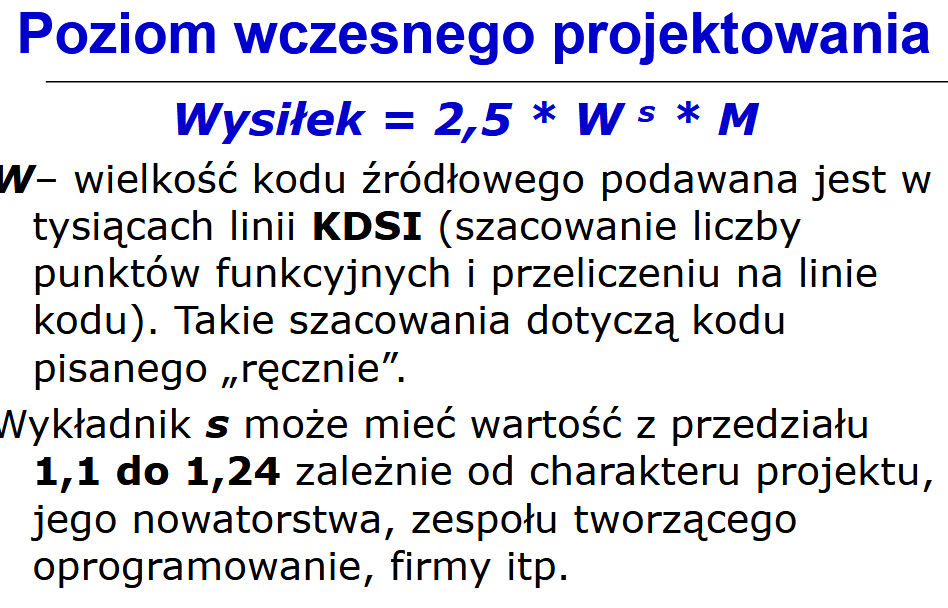 Poziom wczesnego projektowania
Wysiłek = 2,5 * W s * M
W– wielkość kodu źródłowego podawana jest w
tysiącach linii KDSI (szacowanie liczby
punktów funkcyjnych i przeliczeniu na linie
kodu). Takie szacowania dotyczą kodu
pisanego „ręcznie”.
Wykładnik s może mieć wartość z przedziału
1,1 do 1,24 zależnie od charakteru projektu,
jego nowatorstwa, zespołu tworzącego
oprogramowanie, firmy itp.